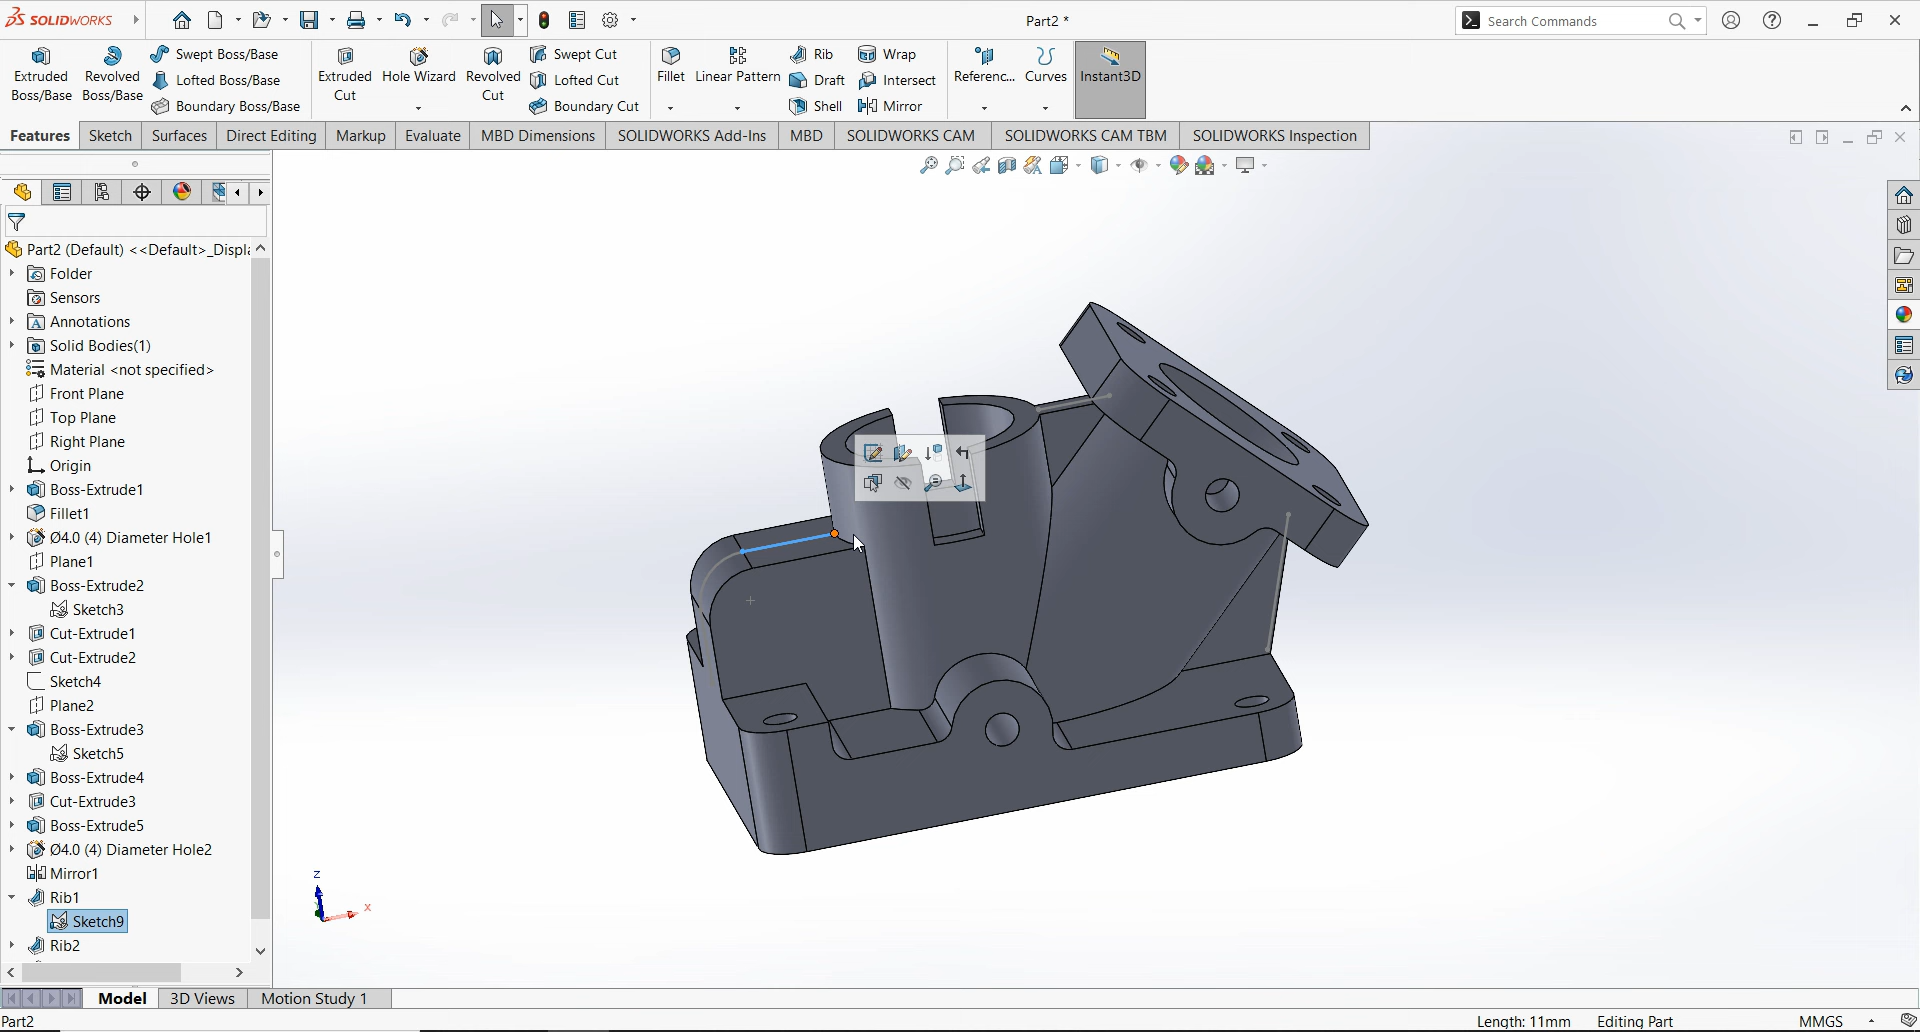 SOLIDWORKS
Part2 *
Search Commands
Extruded Boss/Base
Revolved Boss/Base
Swept Boss/Base
Lofted Boss/Base
Boundary Boss/Base
Extruded Cut
Hole Wizard
Revolved Cut
Swept Cut
Lofted Cut
Boundary Cut
Fillet
Linear Pattern
Rib
Draft
Shell
Wrap
Intersect
Mirror
Referenc...
Curves
Instant3D
Features
Sketch
Surfaces
Direct Editing
Markup
Evaluate
MBD Dimensions
SOLIDWORKS Add-Ins
MBD
SOLIDWORKS CAM
SOLIDWORKS CAM TBM
SOLIDWORKS Inspection
Part2 (Default) <<Default>_Displa
Folder
Sensors
Annotations
Solid Bodies(1)
Material <not specified>
Front Plane
Top Plane
Right Plane
Origin
Boss-Extrude1
Fillet1
Ø4.0 (4) Diameter Hole1
Plane1
Boss-Extrude2
Sketch3
Cut-Extrude1
Cut-Extrude2
Sketch4
Plane2
Boss-Extrude3
Sketch5
Boss-Extrude4
Cut-Extrude3
Boss-Extrude5
Ø4.0 (4) Diameter Hole2
Mirror1
Rib1
Sketch9
Rib2
Z
X
Model
3D Views
Motion Study 1
Part2
Length: 11mm
Editing Part
MMGS